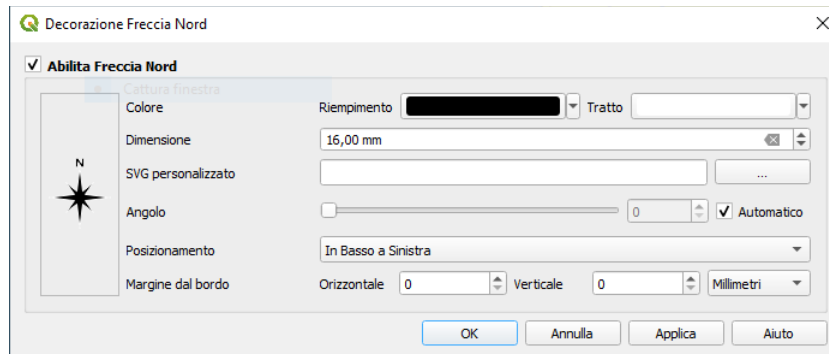 Decorazione Freccia Nord
Abilita Freccia Nord
Cattura finestra
Colore Riempimento Tratto
Dimensione 16,00 mm
N
SVG personalizzato ...
Angolo 0 Automatico
Posizionamento In Basso a Sinistra
Margine dal bordo Orizzontale 0 Verticale 0 Millimetri
OK Annulla Applica Aiuto